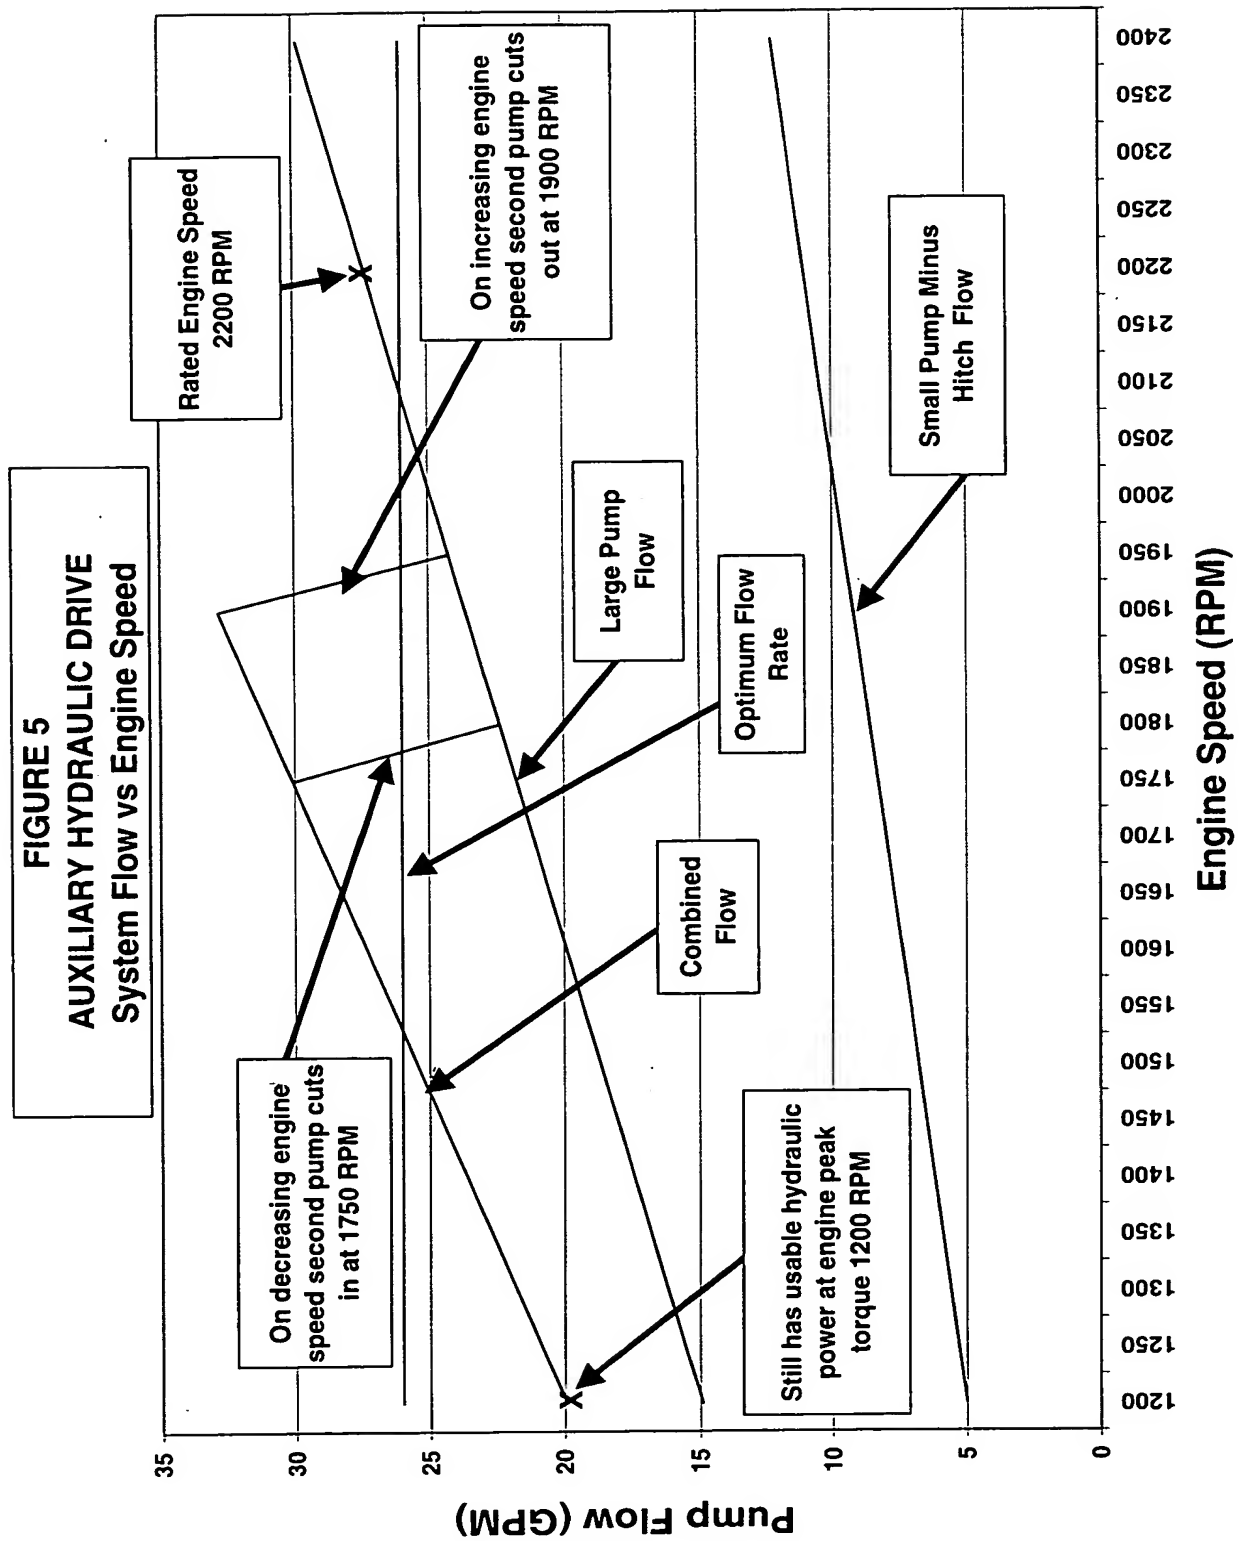 FIGURE 5
AUXILIARY HYDRAULIC DRIVE
System Flow vs Engine Speed
Rated Engine Speed
2200 RPM
On increasing engine
speed second pump cuts
out at 1900 RPM
On decreasing engine
speed second pump cuts
in at 1750 RPM
Large Pump
Flow
Optimum Flow
Rate
Combined
Flow
Still has usable hydraulic
power at engine peak
torque 1200 RPM
Small Pump Minus
Hitch Flow
X
X
Pump Flow (GPM)
35
30
25
20
15
10
5
0
1200
1250
1300
1350
1400
1450
1500
1550
1600
1650
1700
1750
1800
1850
1900
1950
2000
2050
2100
2150
2200
2250
2300
2350
2400
Engine Speed (RPM)